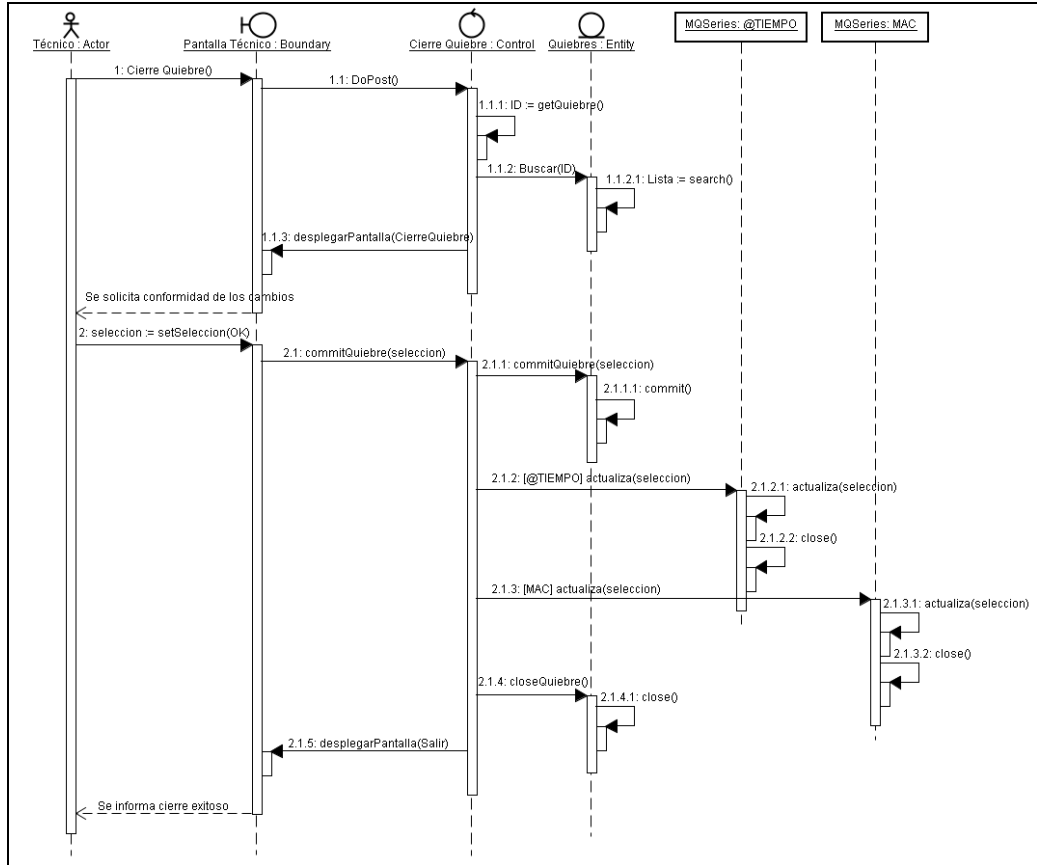 Técnico : Actor
Pantalla Técnico : Boundary
Cierre Quiebre : Control
Quiebres : Entity
MQSeries: @TIEMPO
MQSeries: MAC
1: Cierre Quiebre()
1.1: DoPost()
1.1.1: ID := getQuiebre()
1.1.2: Buscar(ID)
1.1.2.1: Lista := search()
1.1.3: desplegarPantalla(CierreQuiebre)
Se solicita conformidad de los cambios
2: seleccion := setSeleccion(OK)
2.1: commitQuiebre(seleccion)
2.1.1: commitQuiebre(seleccion)
2.1.1.1: commit()
2.1.2: [@TIEMPO] actualiza(seleccion)
2.1.2.1: actualiza(seleccion)
2.1.2.2: close()
2.1.3: [MAC] actualiza(seleccion)
2.1.3.1: actualiza(seleccion)
2.1.3.2: close()
2.1.4: closeQuiebre()
2.1.4.1: close()
2.1.5: desplegarPantalla(Salir)
Se informa cierre exitoso